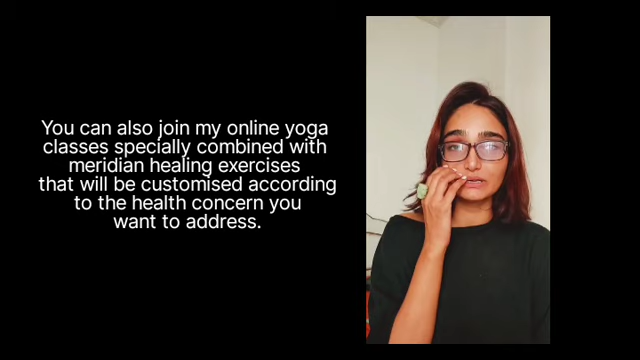 You can also join my online yoga
classes specially combined with
meridian healing exercises
that will be customised according
to the health concern you
want to address.